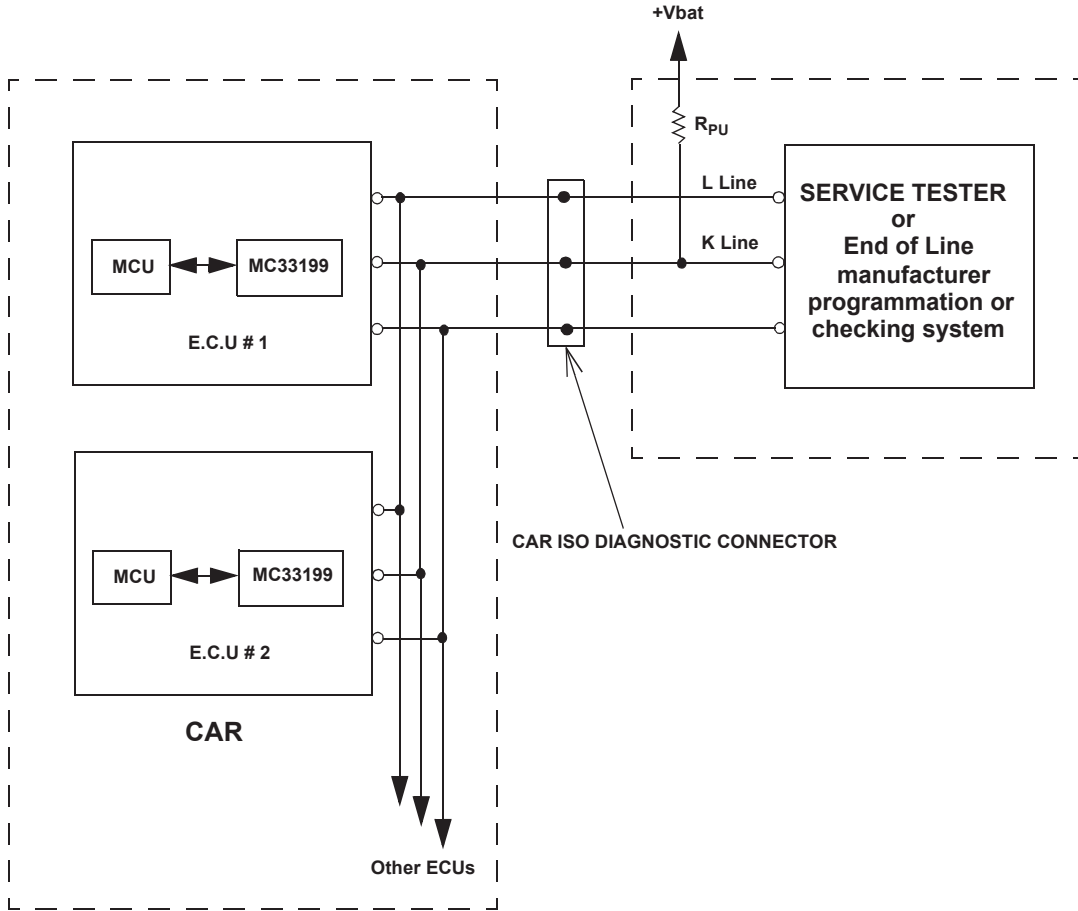 +Vbat
R_PU
L Line
K Line
SERVICE TESTER
or
End of Line
manufacturer
programmation or
checking system
MCU
MC33199
E.C.U # 1
CAR ISO DIAGNOSTIC CONNECTOR
MCU
MC33199
E.C.U # 2
CAR
Other ECUs